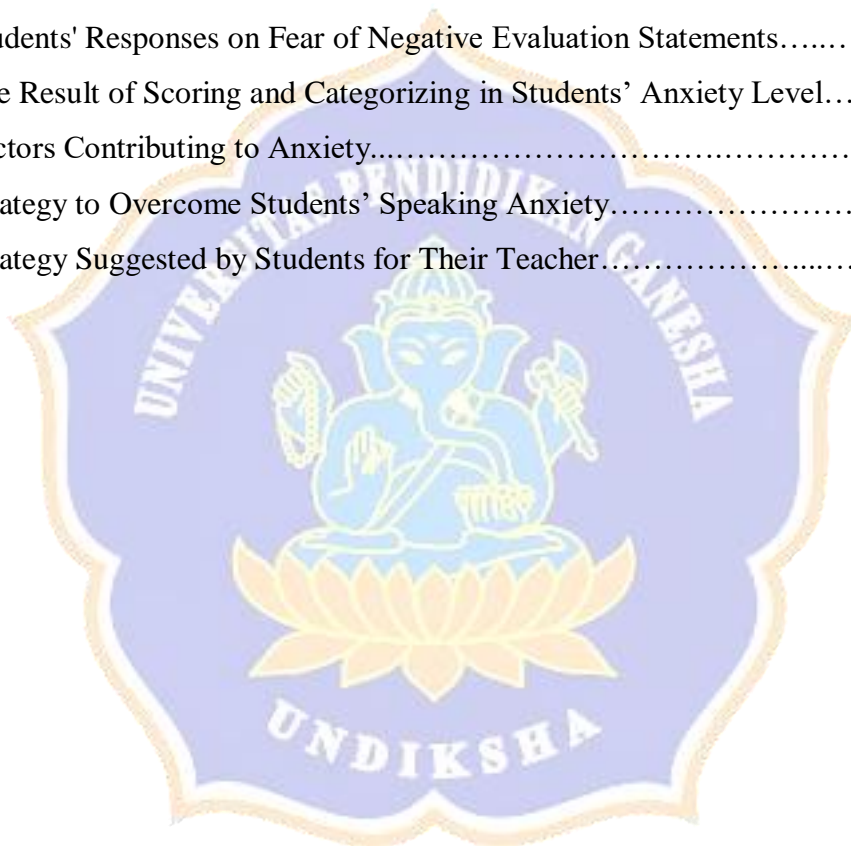 udents' Responses on Fear of Negative Evaluation Statements…..…
e Result of Scoring and Categorizing in Students’ Anxiety Level…
ctors Contributing to Anxiety...…………………………….…………
ategy to Overcome Students’ Speaking Anxiety……………………
ategy Suggested by Students for Their Teacher………………...……
UNIVERSITAS PENDIDIKAN GANESHA
UNDIKSHA